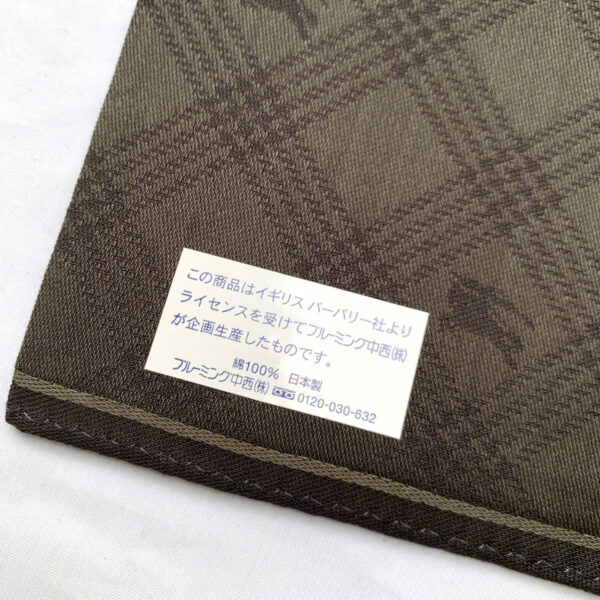 この商品はイギリス バーバリー社より
ライセンスを受けてブルーミング中西(株)
が企画生産したものです。
綿100% 日本製
ブルーミング中西(株) 0120-030-632